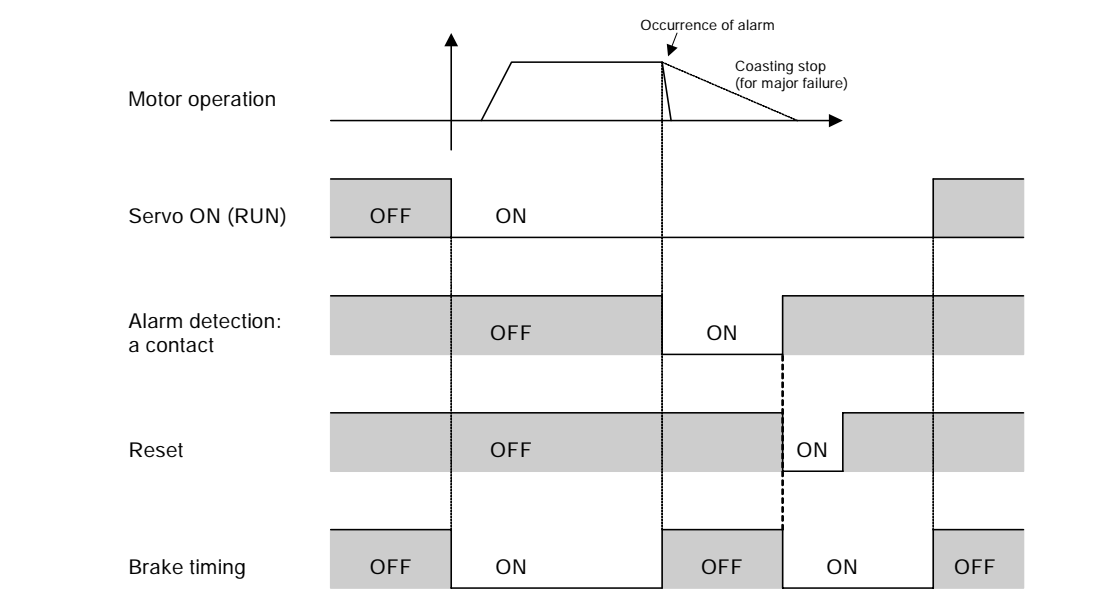 Occurrence of alarm
Coasting stop
(for major failure)
Motor operation
Servo ON (RUN)
OFF
ON
Alarm detection:
a contact
OFF
ON
Reset
OFF
ON
Brake timing
OFF
ON
OFF
ON
OFF